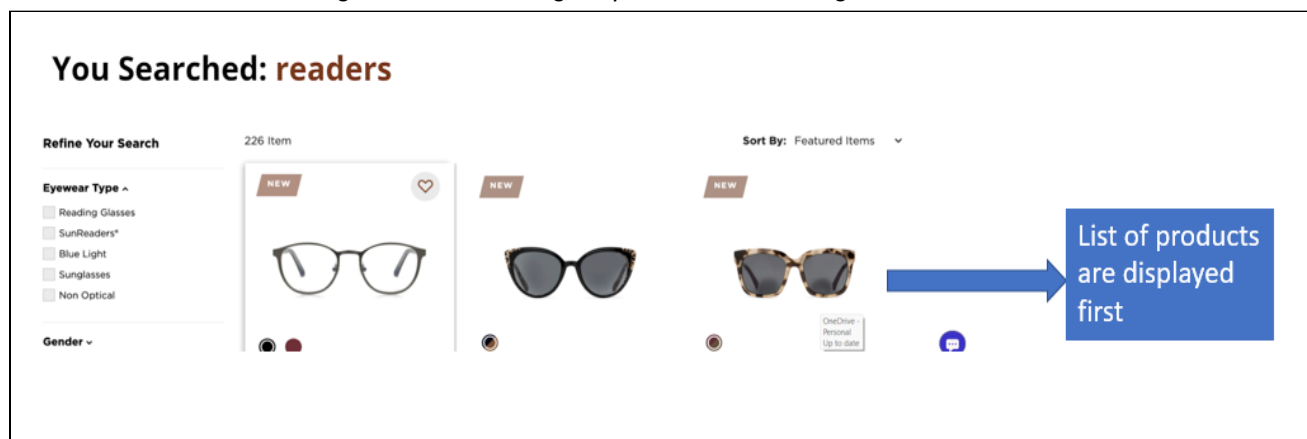 You Searched: readers
Refine Your Search
226 Item
Sort By: Featured Items
Eyewear Type
Reading Glasses
SunReaders*
Blue Light
Sunglasses
Non Optical
Gender
NEW
NEW
NEW
OneDrive -
Personal
Up to date
List of products
are displayed
first